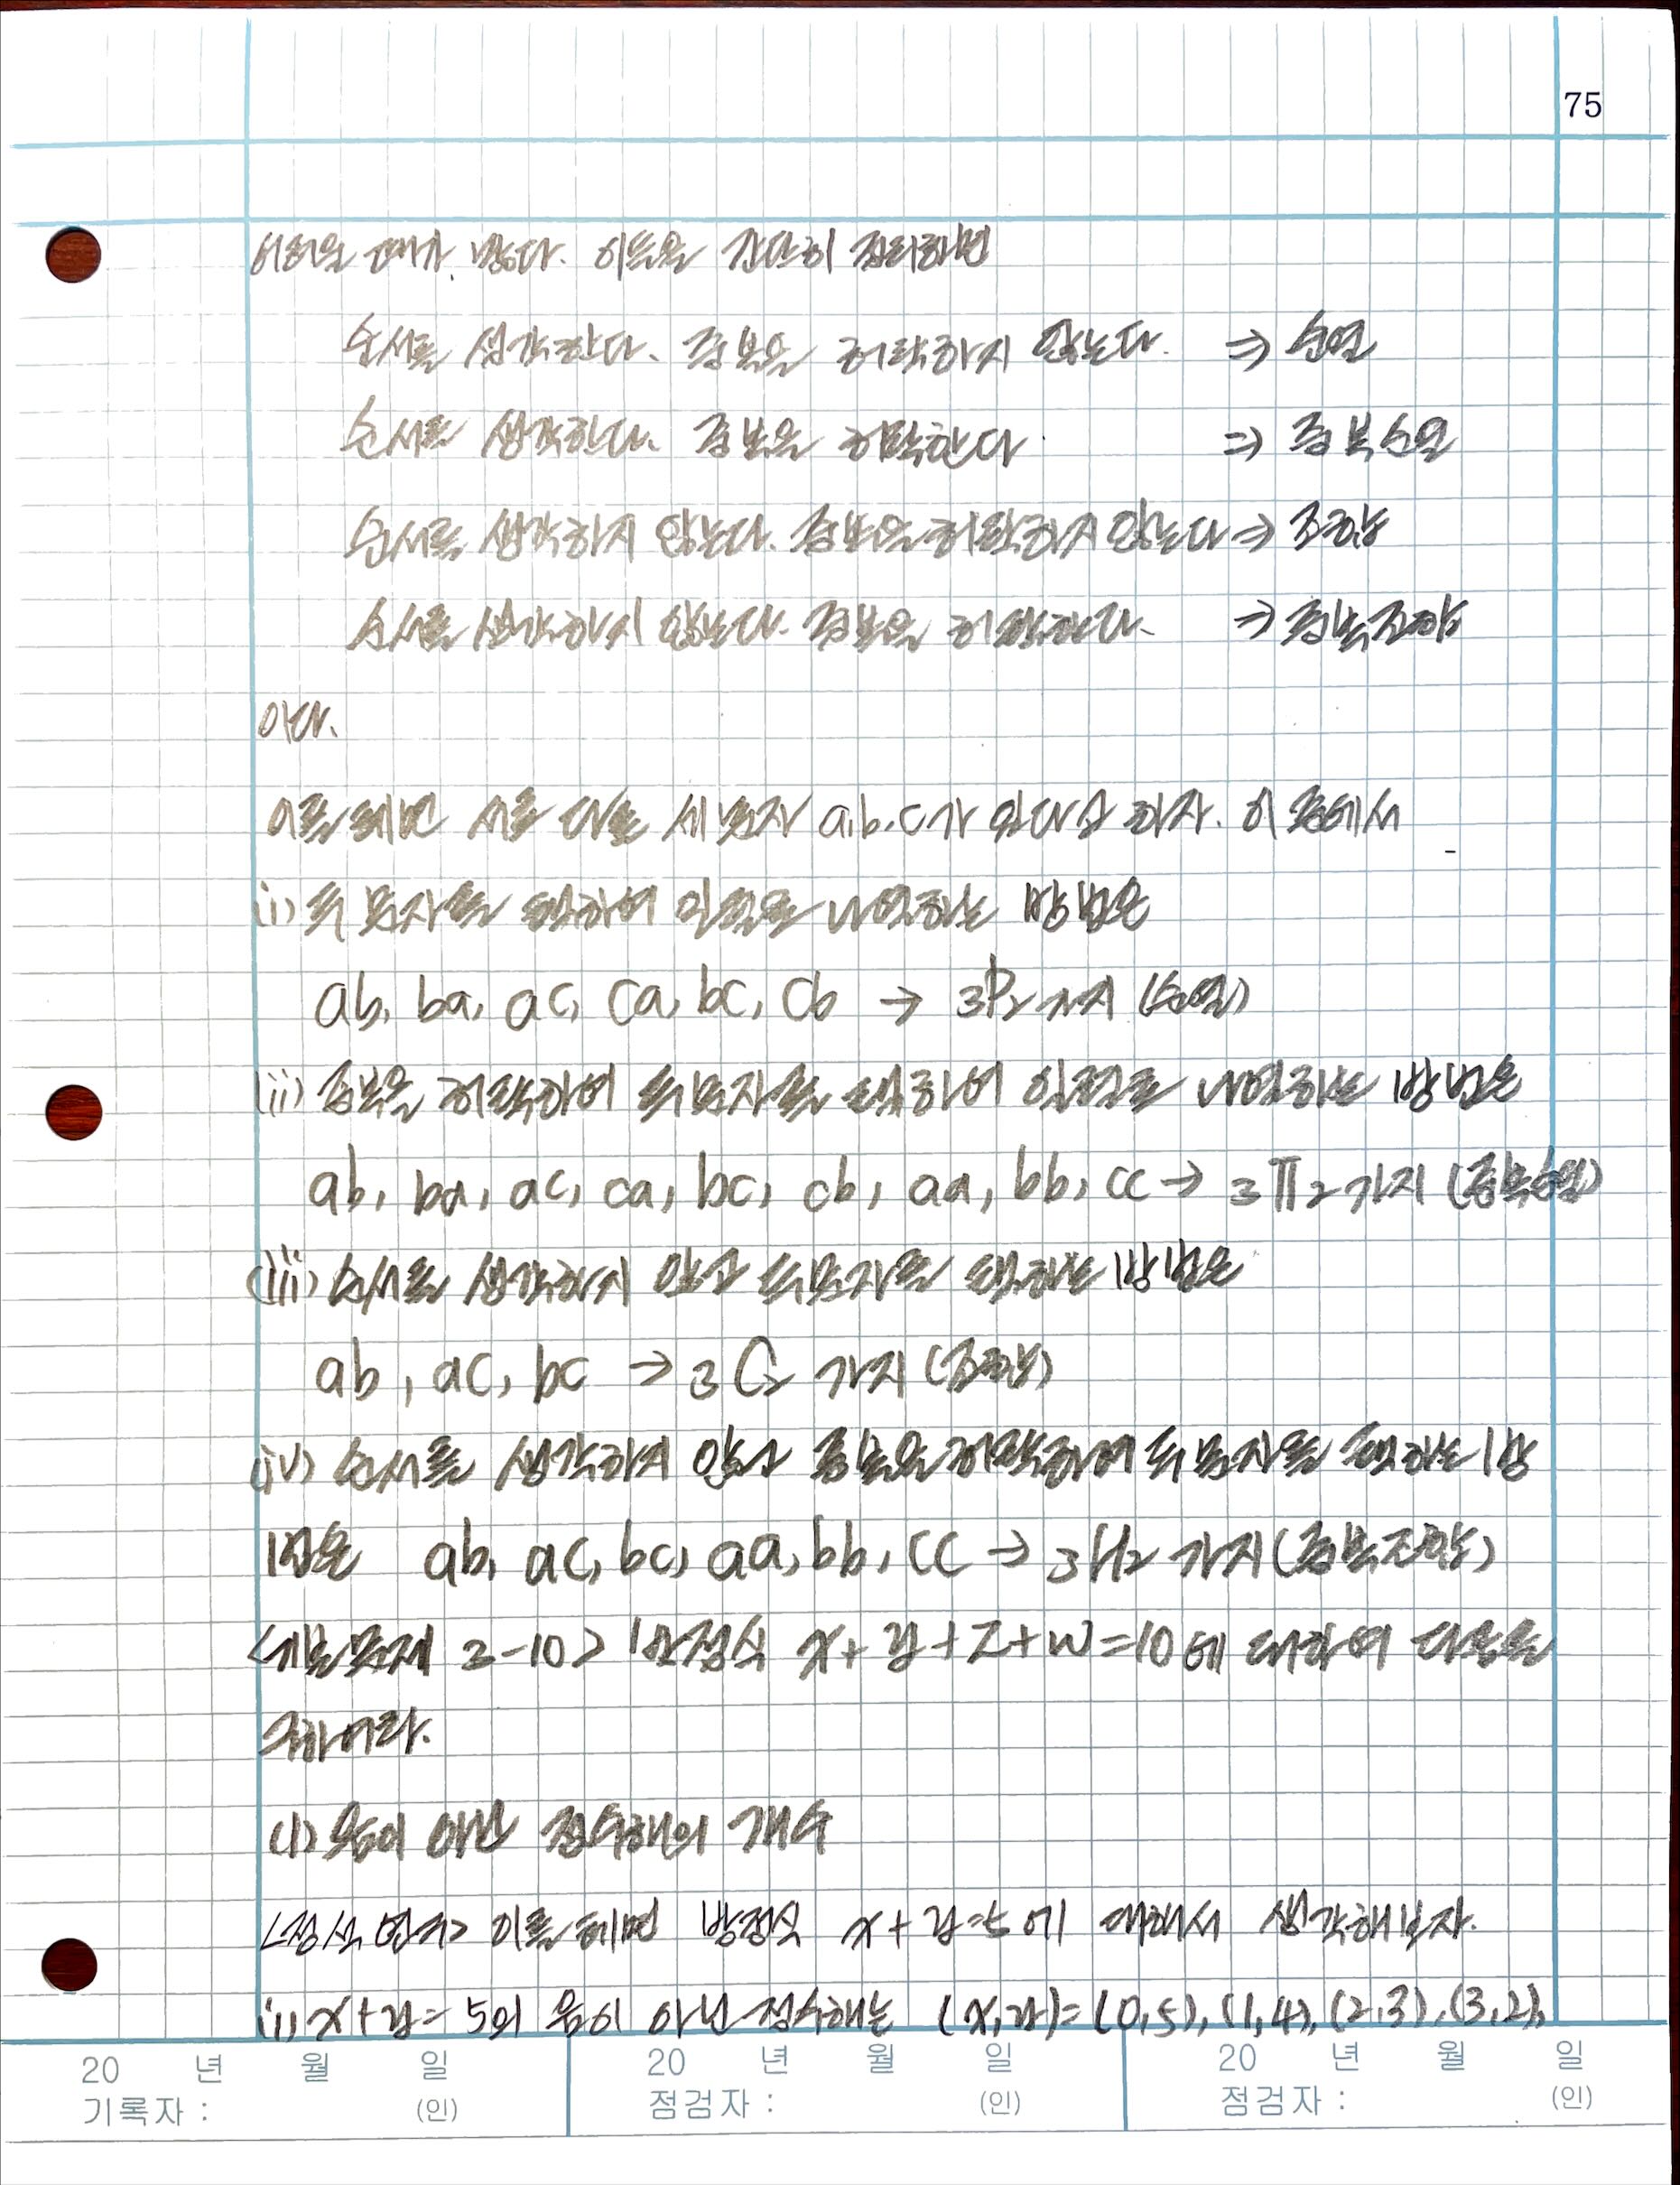 75
어려울 때가 많다. 이들을 간단히 정리하면
순서를 생각한다. 중복을 허락하지 않는다. ⇒ 순열
순서를 생각한다. 중복을 허락한다. ⇒ 중복순열
순서를 생각하지 않는다. 중복을 허락하지 않는다 ⇒ 조합
순서를 생각하지 않는다. 중복을 허락한다. ⇒ 중복조합
이다.
이를테면 서로 다른 세 문자 a,b,c가 있다고 하자. 이 중에서
(i) 두 문자를 택하여 일렬로 나열하는 방법은
ab, ba, ac, ca, bc, cb → ₃P₂가지 (순열)
(ii) 중복을 허락하여 두 문자를 택하여 일렬로 나열하는 방법은
ab, ba, ac, ca, bc, cb, aa, bb, cc → ₃Π₂가지 (중복순열)
(iii) 순서를 생각하지 않고 두 문자를 택하는 방법은
ab, ac, bc → ₃C₂ 가지 (조합)
(iv) 순서를 생각하지 않고 중복을 허락하여 두 문자를 택하는 방
법은 ab, ac, bc, aa, bb, cc → ₃H₂ 가지 (중복조합)
<기본문제 3-10> 방정식 x+y+z+w=10에 대하여 다음을
구하여라.
(1) 음이 아닌 정수해의 개수
<정석연구> 이를테면 방정식 x+y=5에 대해서 생각해보자.
(i) x+y=5의 음이 아닌 정수해는 (x,y)=(0,5), (1,4), (2,3), (3,2),
20 년 월 일 20 년 월 일 20 년 월 일
기록자 : (인) 점검자 : (인) 점검자 : (인)